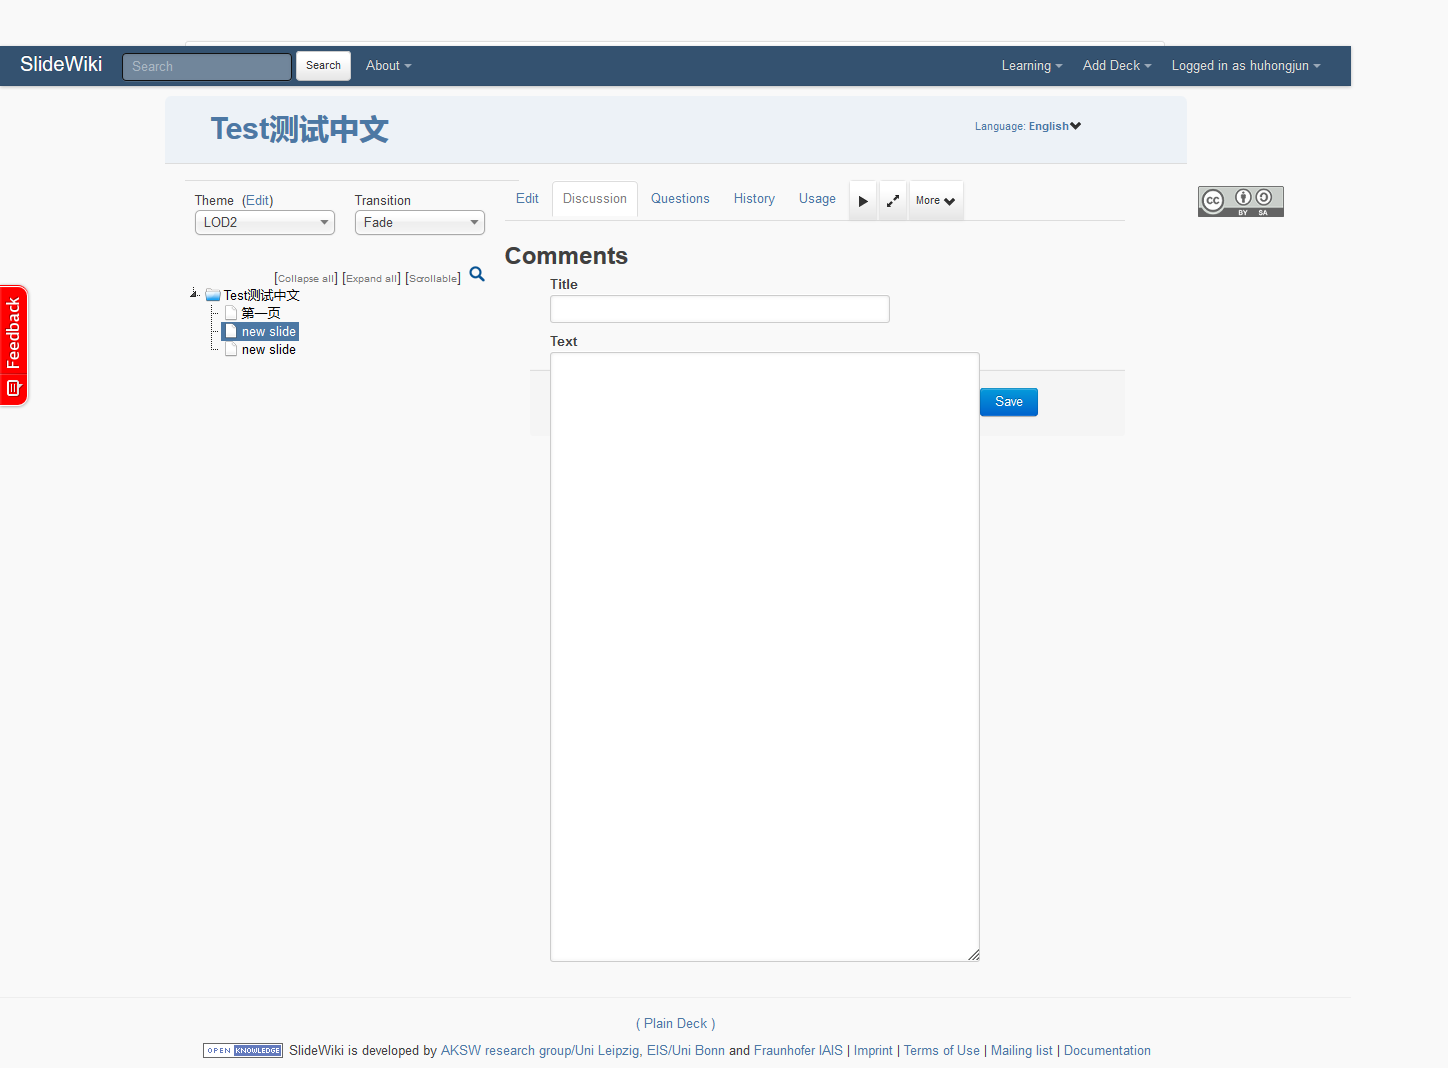 SlideWiki Search Search About Learning Add Deck Logged in as huhongjun
Test测试中文 Language: English
Theme (Edit) Transition
LOD2 Fade
Edit Discussion Questions History Usage More
CC BY SA
[Collapse all] [Expand all] [Scrollable]
Test测试中文
第一页
new slide
new slide
Feedback
Comments
Title
Text
Save
( Plain Deck )
OPEN KNOWLEDGE SlideWiki is developed by AKSW research group/Uni Leipzig, EIS/Uni Bonn and Fraunhofer IAIS | Imprint | Terms of Use | Mailing list | Documentation